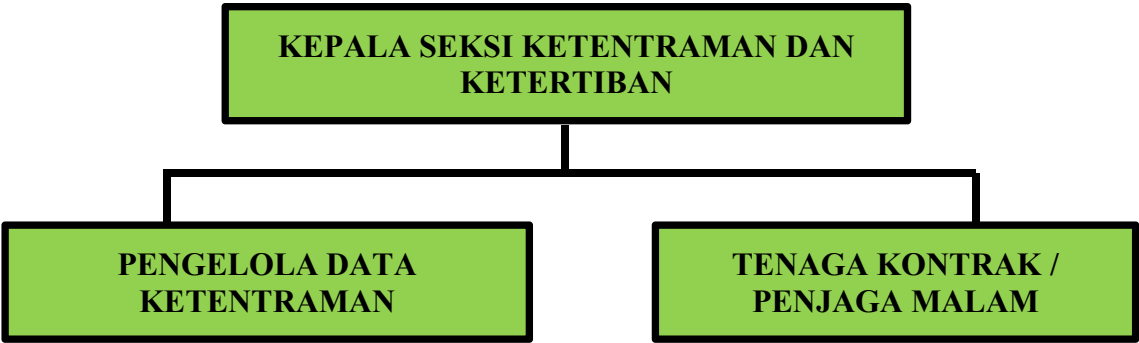 KEPALA SEKSI KETENTRAMAN DAN
KETERTIBAN
PENGELOLA DATA
KETENTRAMAN
TENAGA KONTRAK /
PENJAGA MALAM